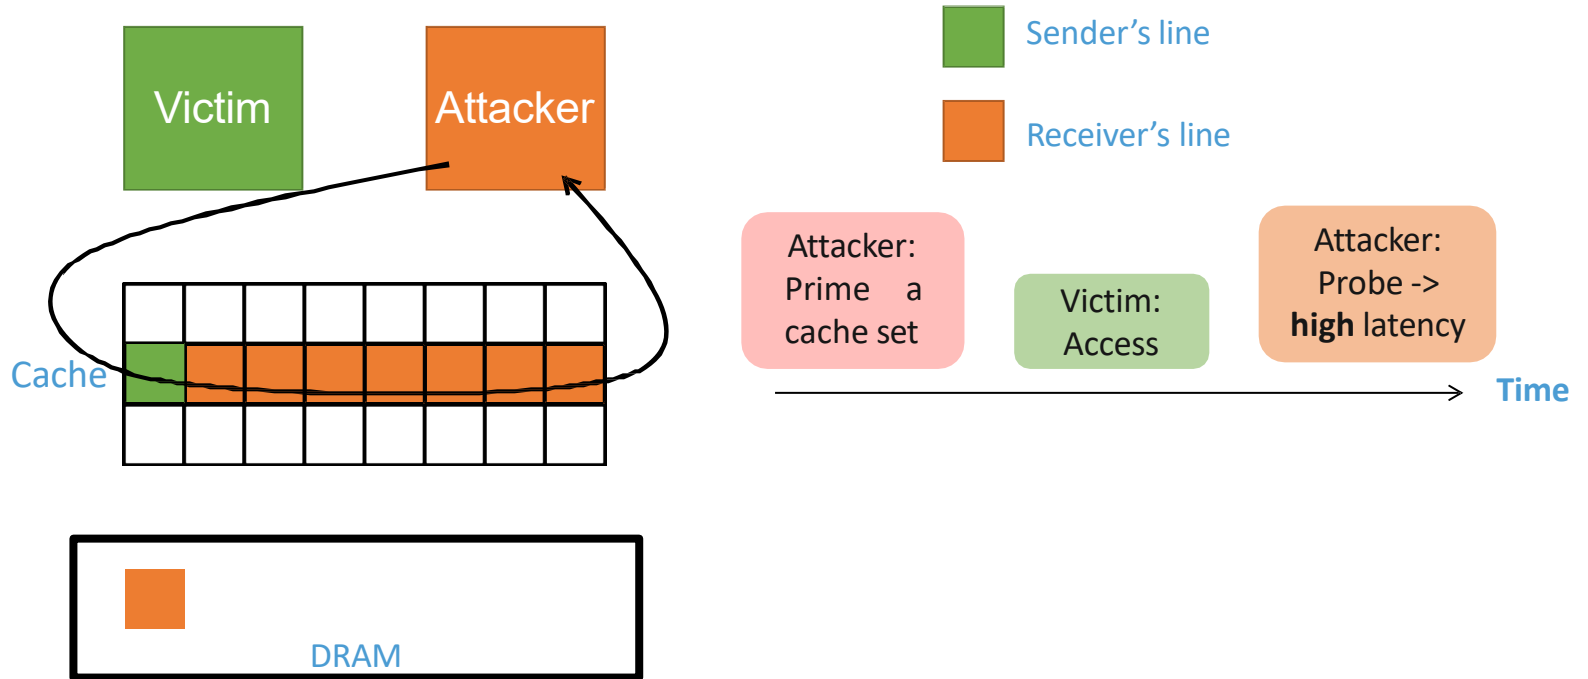 Victim
Attacker
Sender’s line
Receiver’s line
Cache
DRAM
Attacker:
Prime a
cache set
Victim:
Access
Attacker:
Probe ->
high latency
Time